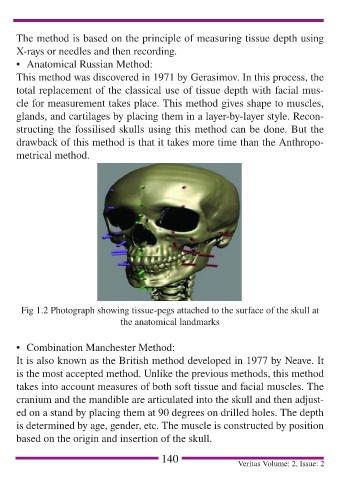 The method is based on the principle of measuring tissue depth using
X-rays or needles and then recording.
• Anatomical Russian Method:
This method was discovered in 1971 by Gerasimov. In this process, the
total replacement of the classical use of tissue depth with facial mus-
cle for measurement takes place. This method gives shape to muscles,
glands, and cartilages by placing them in a layer-by-layer style. Recon-
structing the fossilised skulls using this method can be done. But the
drawback of this method is that it takes more time than the Anthropo-
metrical method.
Fig 1.2 Photograph showing tissue-pegs attached to the surface of the skull at
the anatomical landmarks
• Combination Manchester Method:
It is also known as the British method developed in 1977 by Neave. It
is the most accepted method. Unlike the previous methods, this method
takes into account measures of both soft tissue and facial muscles. The
cranium and the mandible are articulated into the skull and then adjust-
ed on a stand by placing them at 90 degrees on drilled holes. The depth
is determined by age, gender, etc. The muscle is constructed by position
based on the origin and insertion of the skull.
140
Veritas Volume: 2, Issue: 2